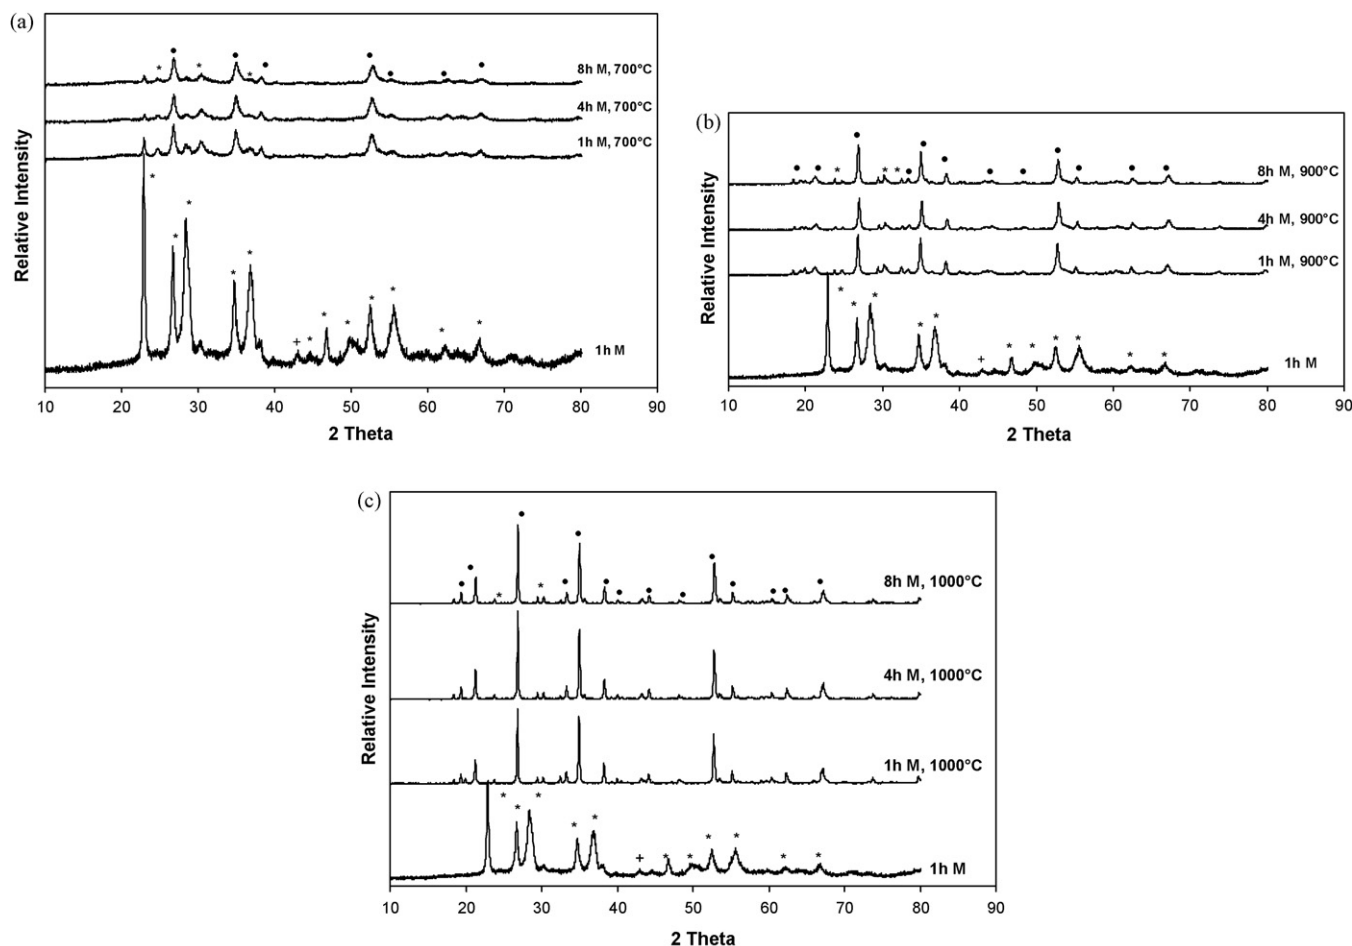 (a)
Relative Intensity
8h M, 700°C
4h M, 700°C
1h M, 700°C
1h M
10 20 30 40 50 60 70 80 90
2 Theta
(b)
Relative Intensity
8h M, 900°C
4h M, 900°C
1h M, 900°C
1h M
10 20 30 40 50 60 70 80 90
2 Theta
(c)
Relative Intensity
8h M, 1000°C
4h M, 1000°C
1h M, 1000°C
1h M
10 20 30 40 50 60 70 80 90
2 Theta